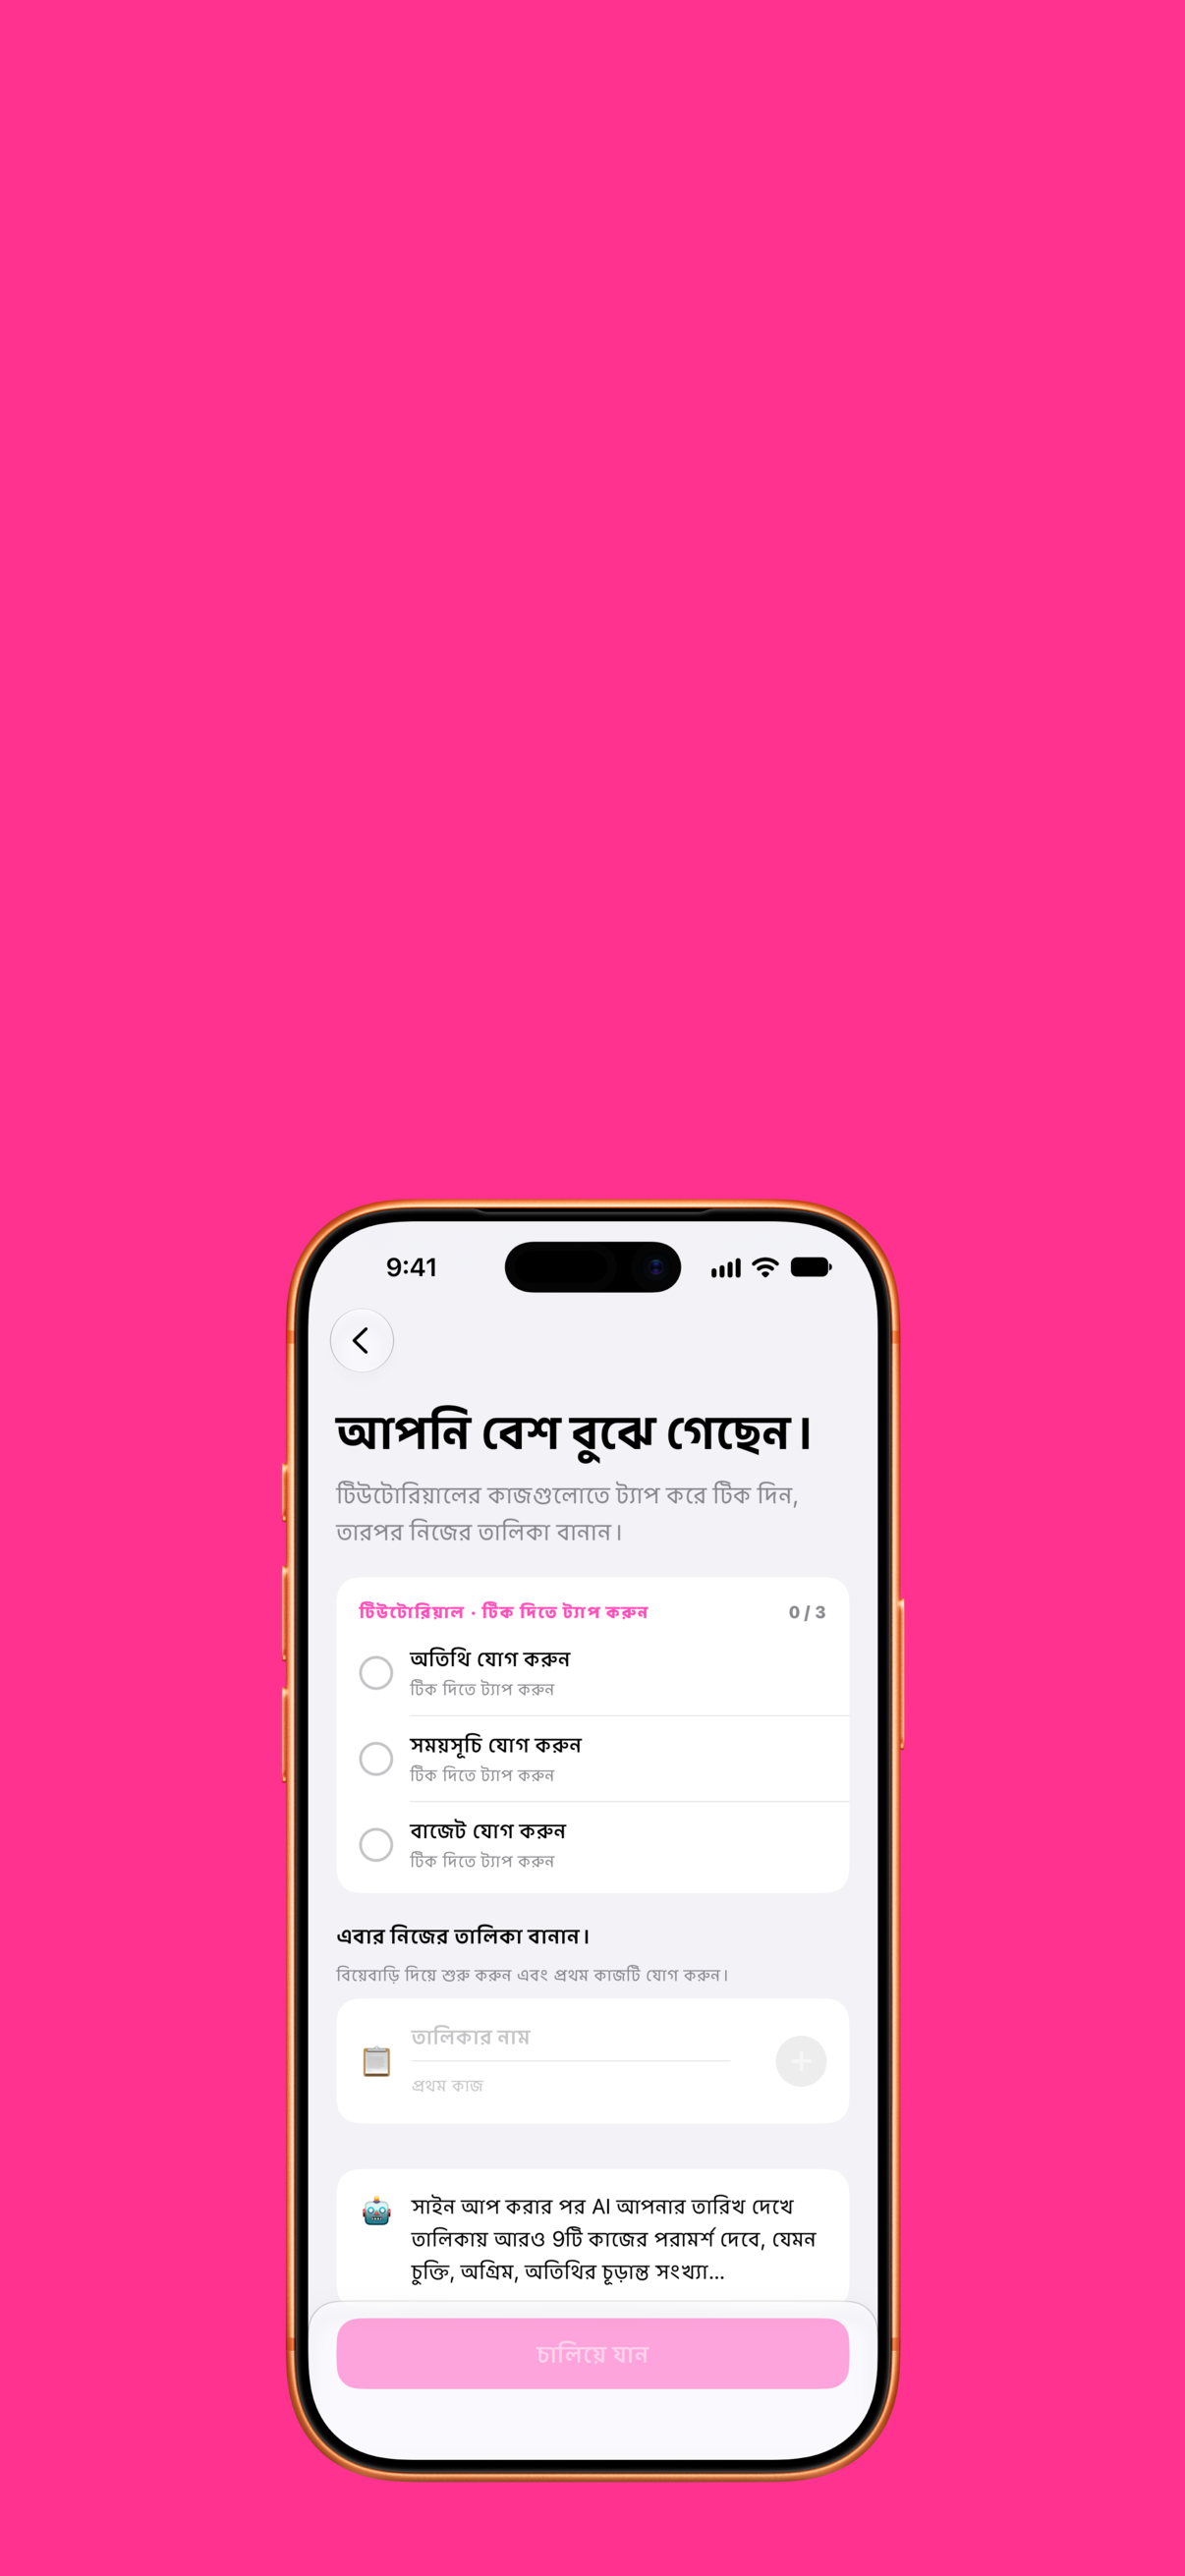 9:41
আপনি বেশ বুঝে গেছেন।
টিউটোরিয়ালের কাজগুলোতে ট্যাপ করে টিক দিন,
তারপর নিজের তালিকা বানান।
টিউটোরিয়াল · টিক দিতে ট্যাপ করুন 0 / 3
অতিথি যোগ করুন
টিক দিতে ট্যাপ করুন
সময়সূচি যোগ করুন
টিক দিতে ট্যাপ করুন
বাজেট যোগ করুন
টিক দিতে ট্যাপ করুন
এবার নিজের তালিকা বানান।
বিয়েবাড়ি দিয়ে শুরু করুন এবং প্রথম কাজটি যোগ করুন।
তালিকার নাম
প্রথম কাজ
সাইন আপ করার পর AI আপনার তারিখ দেখে
তালিকায় আরও 9টি কাজের পরামর্শ দেবে, যেমন
চুক্তি, অগ্রিম, অতিথির চূড়ান্ত সংখ্যা...
চালিয়ে যান